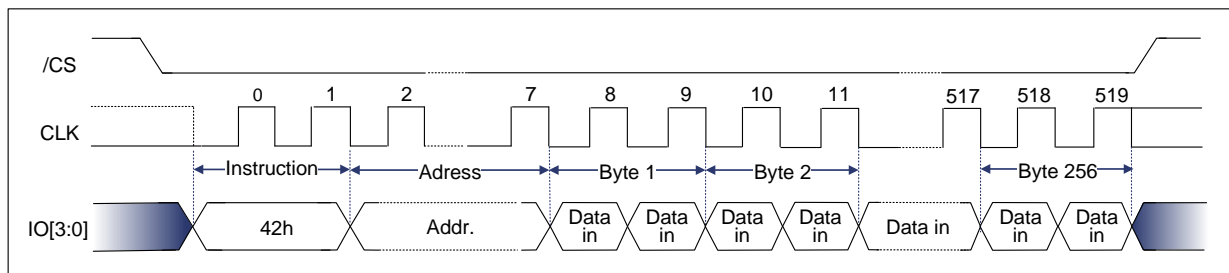 /CS
0 1 2 7 8 9 10 11 517 518 519
CLK
Instruction Adress Byte 1 Byte 2 Byte 256
IO[3:0] 42h Addr. Data in Data in Data in Data in Data in Data in Data in